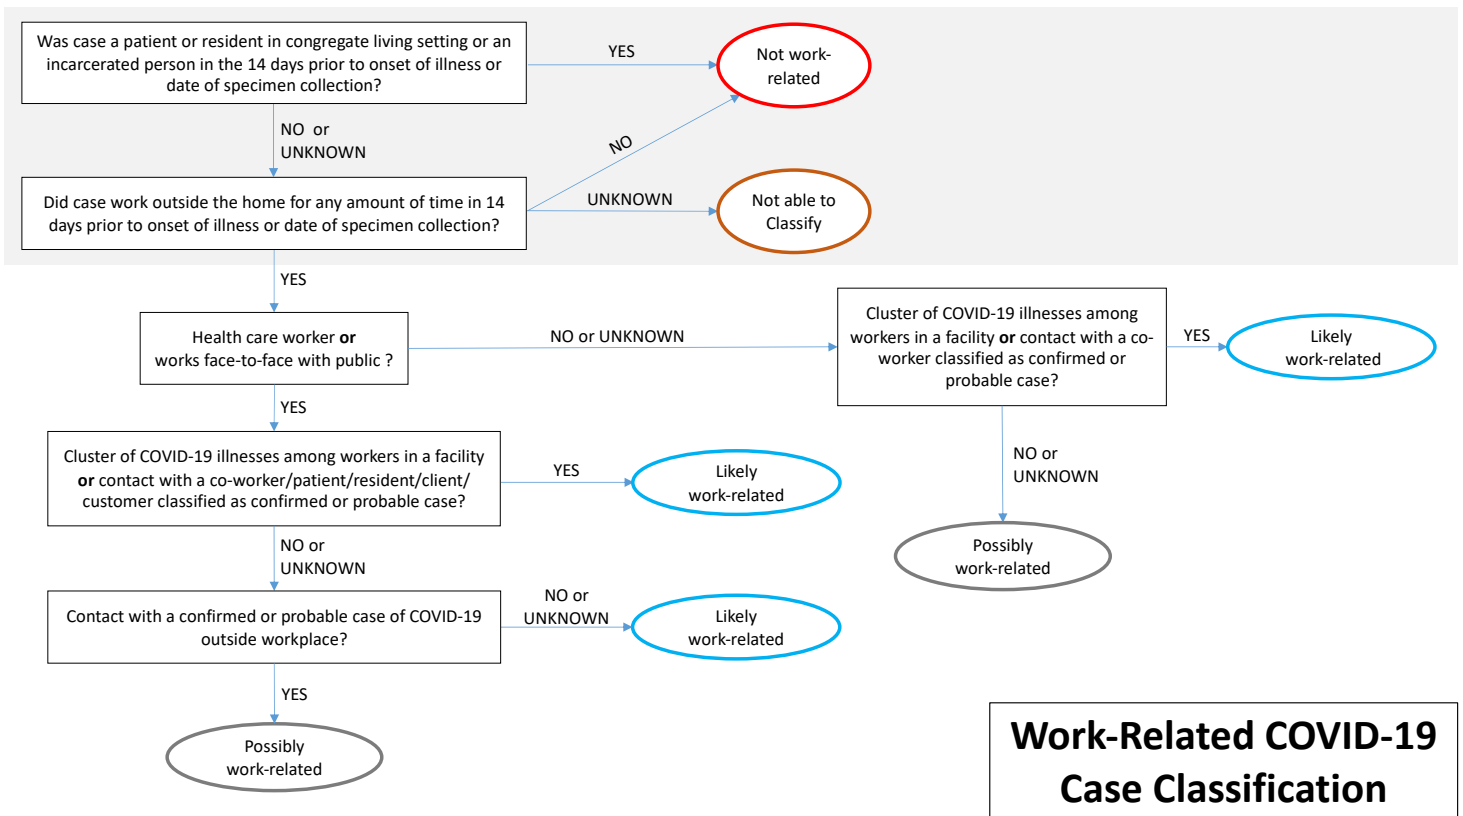 Was case a patient or resident in congregate living setting or an
incarcerated person in the 14 days prior to onset of illness or
date of specimen collection?
YES
Not work-
related
NO or
UNKNOWN
NO
Did case work outside the home for any amount of time in 14
days prior to onset of illness or date of specimen collection?
UNKNOWN
Not able to
Classify
YES
Health care worker or
works face-to-face with public ?
NO or UNKNOWN
Cluster of COVID-19 illnesses among
workers in a facility or contact with a co-
worker classified as confirmed or
probable case?
YES
Likely
work-related
YES
NO or
UNKNOWN
Possibly
work-related
Cluster of COVID-19 illnesses among workers in a facility
or contact with a co-worker/patient/resident/client/
customer classified as confirmed or probable case?
YES
Likely
work-related
NO or
UNKNOWN
Contact with a confirmed or probable case of COVID-19
outside workplace?
NO or
UNKNOWN
Likely
work-related
YES
Possibly
work-related
Work-Related COVID-19
Case Classification